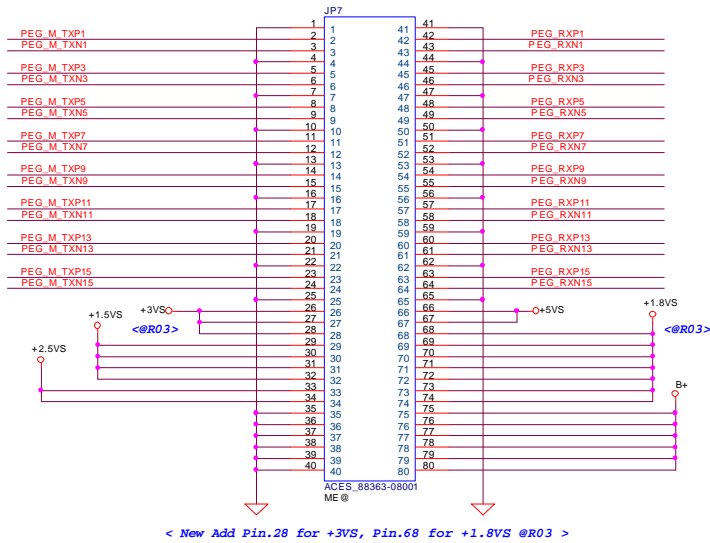 JP7
1 1 41 41
PEG_M_TXP1 2 2 42 42 PEG_RXP1
PEG_M_TXN1 3 3 43 43 PEG_RXN1
4 4 44 44
PEG_M_TXP3 5 5 45 45 PEG_RXP3
PEG_M_TXN3 6 6 46 46 PEG_RXN3
7 7 47 47
PEG_M_TXP5 8 8 48 48 PEG_RXP5
PEG_M_TXN5 9 9 49 49 PEG_RXN5
10 10 50 50
PEG_M_TXP7 11 11 51 51 PEG_RXP7
PEG_M_TXN7 12 12 52 52 PEG_RXN7
13 13 53 53
PEG_M_TXP9 14 14 54 54 PEG_RXP9
PEG_M_TXN9 15 15 55 55 PEG_RXN9
16 16 56 56
PEG_M_TXP11 17 17 57 57 PEG_RXP11
PEG_M_TXN11 18 18 58 58 PEG_RXN11
19 19 59 59
PEG_M_TXP13 20 20 60 60 PEG_RXP13
PEG_M_TXN13 21 21 61 61 PEG_RXN13
22 22 62 62
PEG_M_TXP15 23 23 63 63 PEG_RXP15
PEG_M_TXN15 24 24 64 64 PEG_RXN15
25 25 65 65
+1.5VS +3VS 26 26 66 66 +5VS +1.8VS
27 27 67 67
<@R03> 28 28 68 68 <@R03>
29 29 69 69
+2.5VS 30 30 70 70
31 31 71 71
32 32 72 72
33 33 73 73 B+
34 34 74 74
35 35 75 75
36 36 76 76
37 37 77 77
38 38 78 78
39 39 79 79
40 40 80 80
ACES_88363-08001
ME@
< New Add Pin.28 for +3VS, Pin.68 for +1.8VS @R03 >